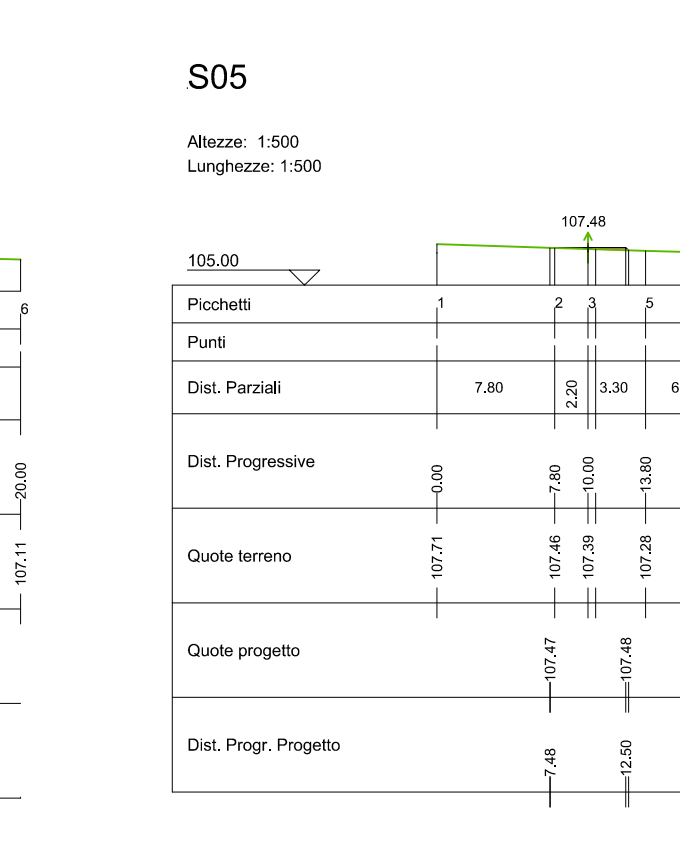 S05
Altezze: 1:500
Lunghezze: 1:500
107.48
105.00
Picchetti 1 2 3 5
6
Punti
Dist. Parziali 7.80 2.20 3.30 6
Dist. Progressive 0.00 7.80 10.00 13.80
20.00
Quote terreno 107.71 107.46 107.39 107.28
107.11
Quote progetto 107.47 107.48
Dist. Progr. Progetto 7.48 12.50